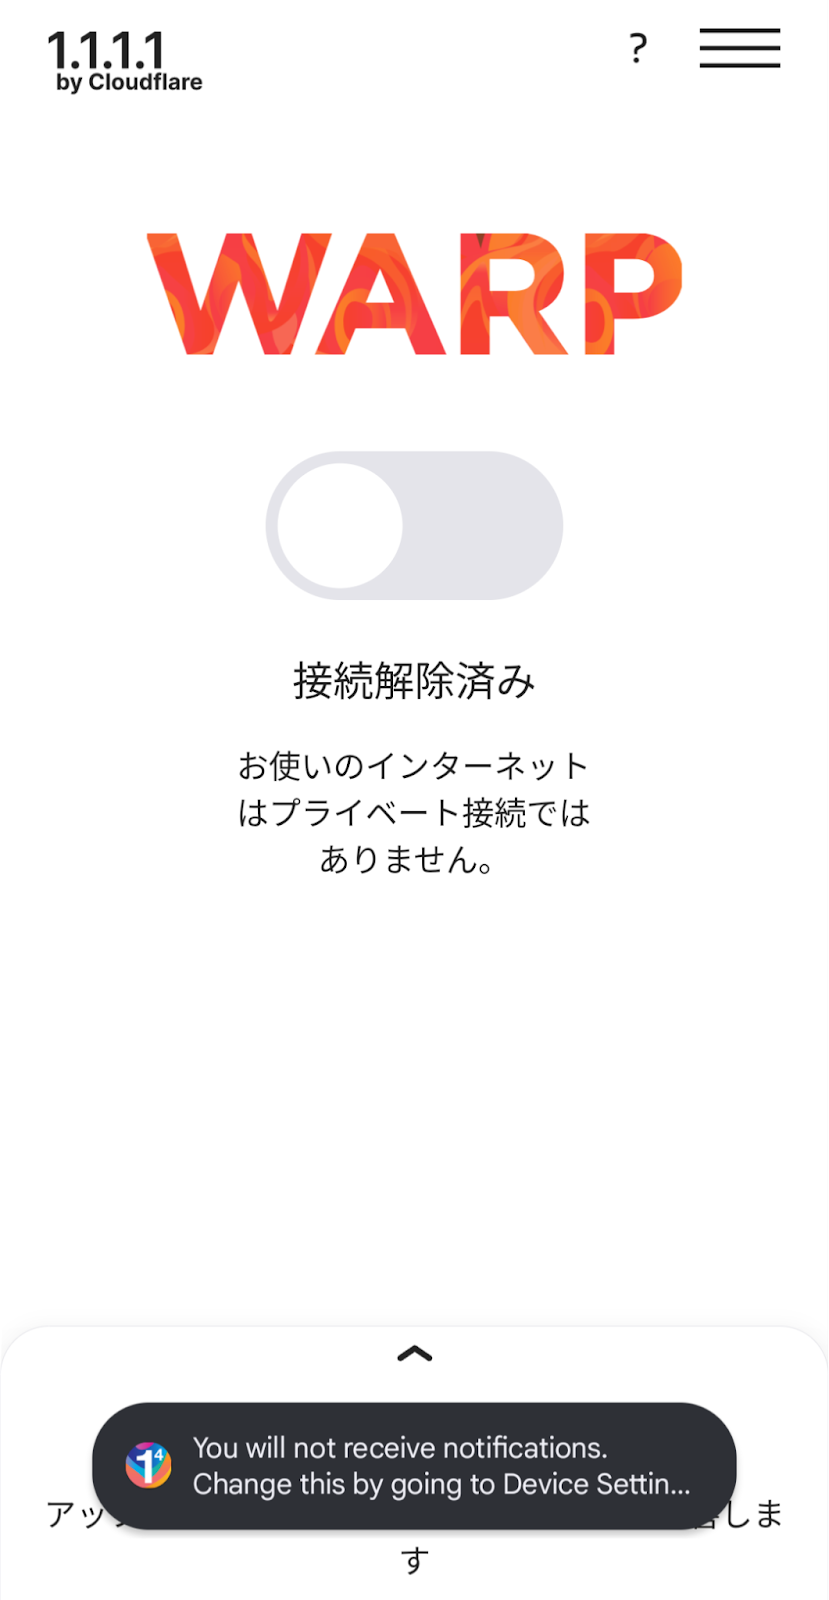 1.1.1.1
by Cloudflare
?
WARP
接続解除済み
お使いのインターネット
はプライベート接続では
ありません。
You will not receive notifications.
Change this by going to Device Settin...
アッ
します
す